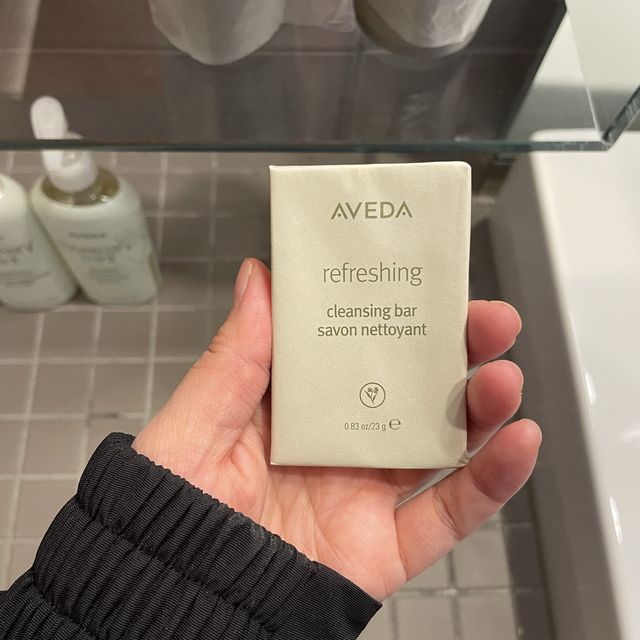 AVEDA
refreshing
cleansing bar
savon nettoyant
0.83 oz/23 g ℮